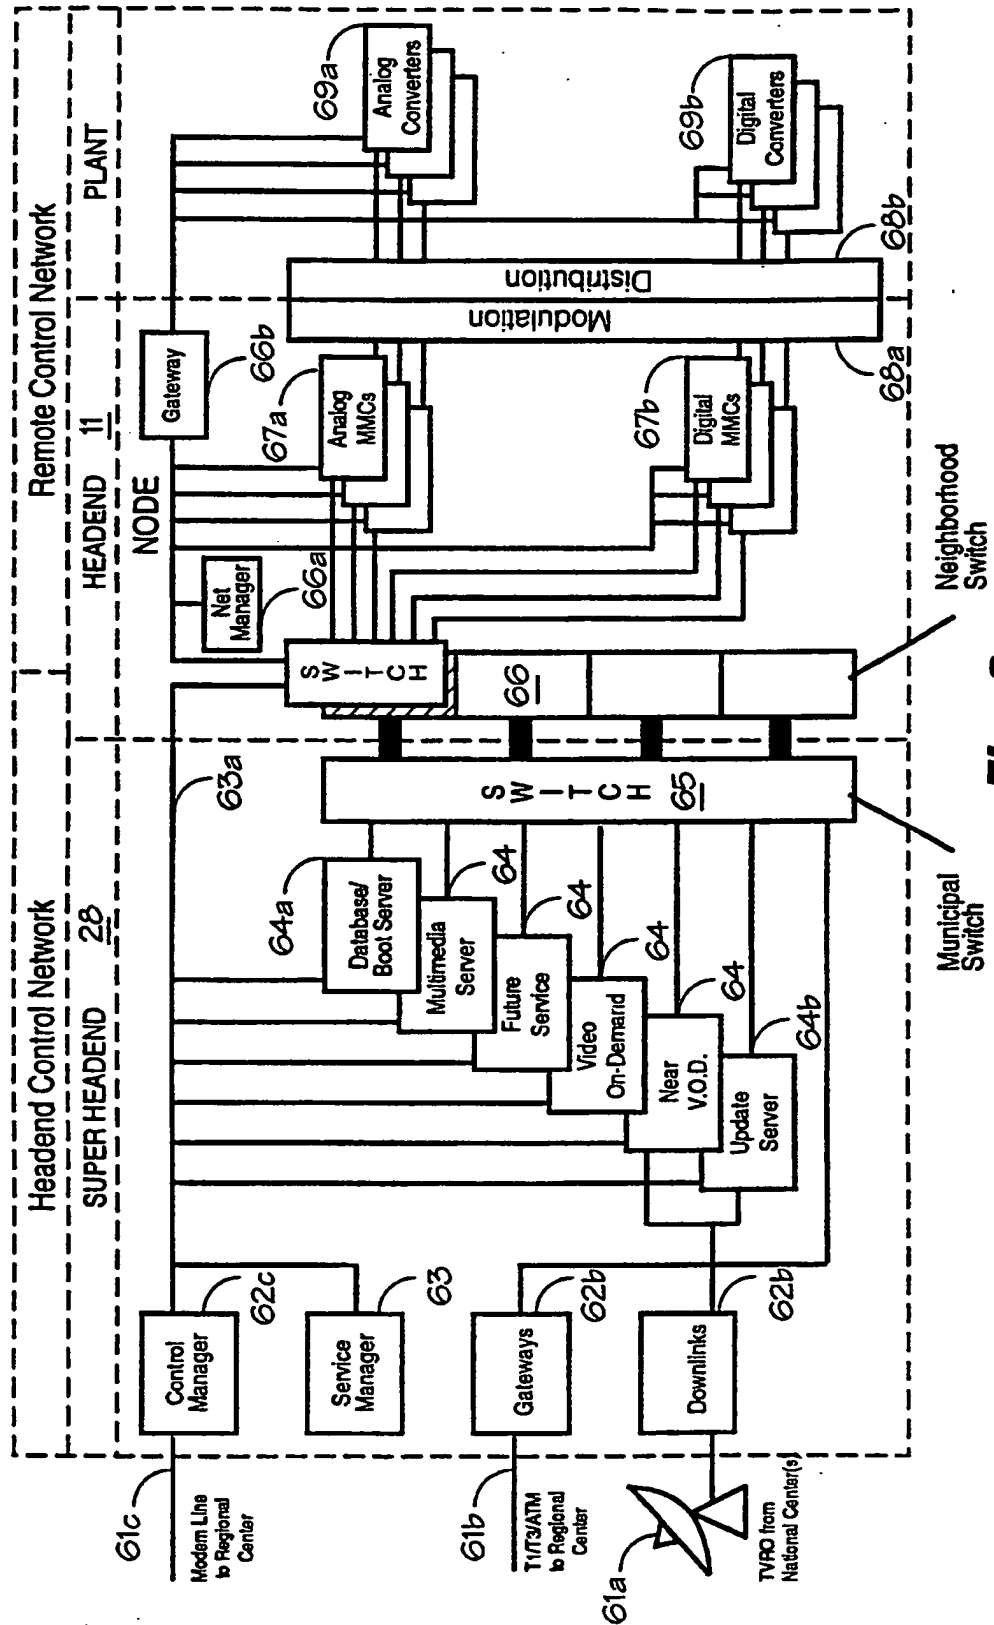 Headend Control Network
Remote Control Network
SUPER HEADEND
28
HEADEND
11
PLANT
NODE
61c
Modem Line
to Regional
Center
61b
T1/T3/ATM
to Regional
Center
61a
TVRO from
National Center(s)
Control
Manager
62c
Service
Manager
63
Gateways
62b
Downlinks
62b
63a
64a
Database/
Boot Server
Multimedia
Server
64
Future
Service
64
Video
On-Demand
64
Near
V.O.D.
64
Update
Server
64b
SWITCH
65
Municipal
Switch
SWITCH
66
Neighborhood
Switch
Net
Manager
66a
Gateway
66b
67a
Analog
MMCs
67b
Digital
MMCs
Modulation
68a
Distribution
68b
69a
Analog
Converters
69b
Digital
Converters